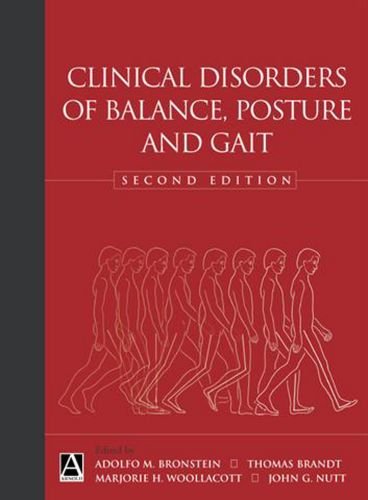 CLINICAL DISORDERS
OF BALANCE, POSTURE
AND GAIT
SECOND EDITION
Edited by
ADOLFO M. BRONSTEIN □ THOMAS BRANDT
MARJORIE H. WOOLLACOTT □ JOHN G. NUTT
A
ARNOLD